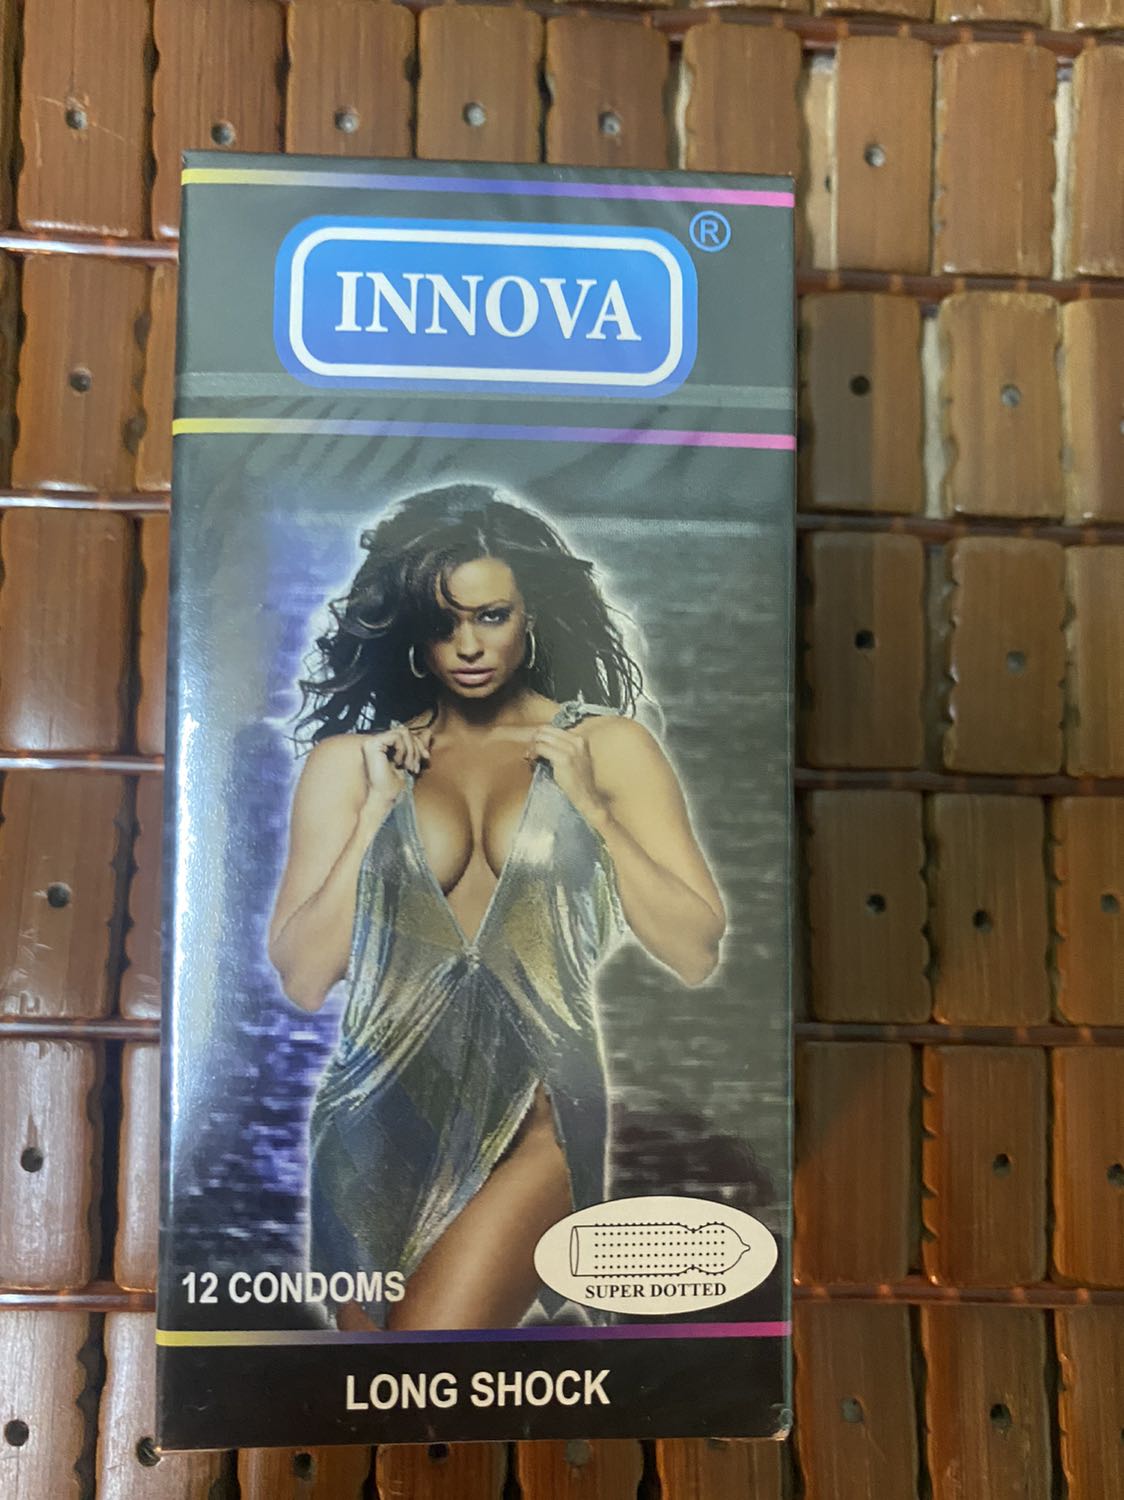 INNOVA
®
12 CONDOMS
SUPER DOTTED
LONG SHOCK